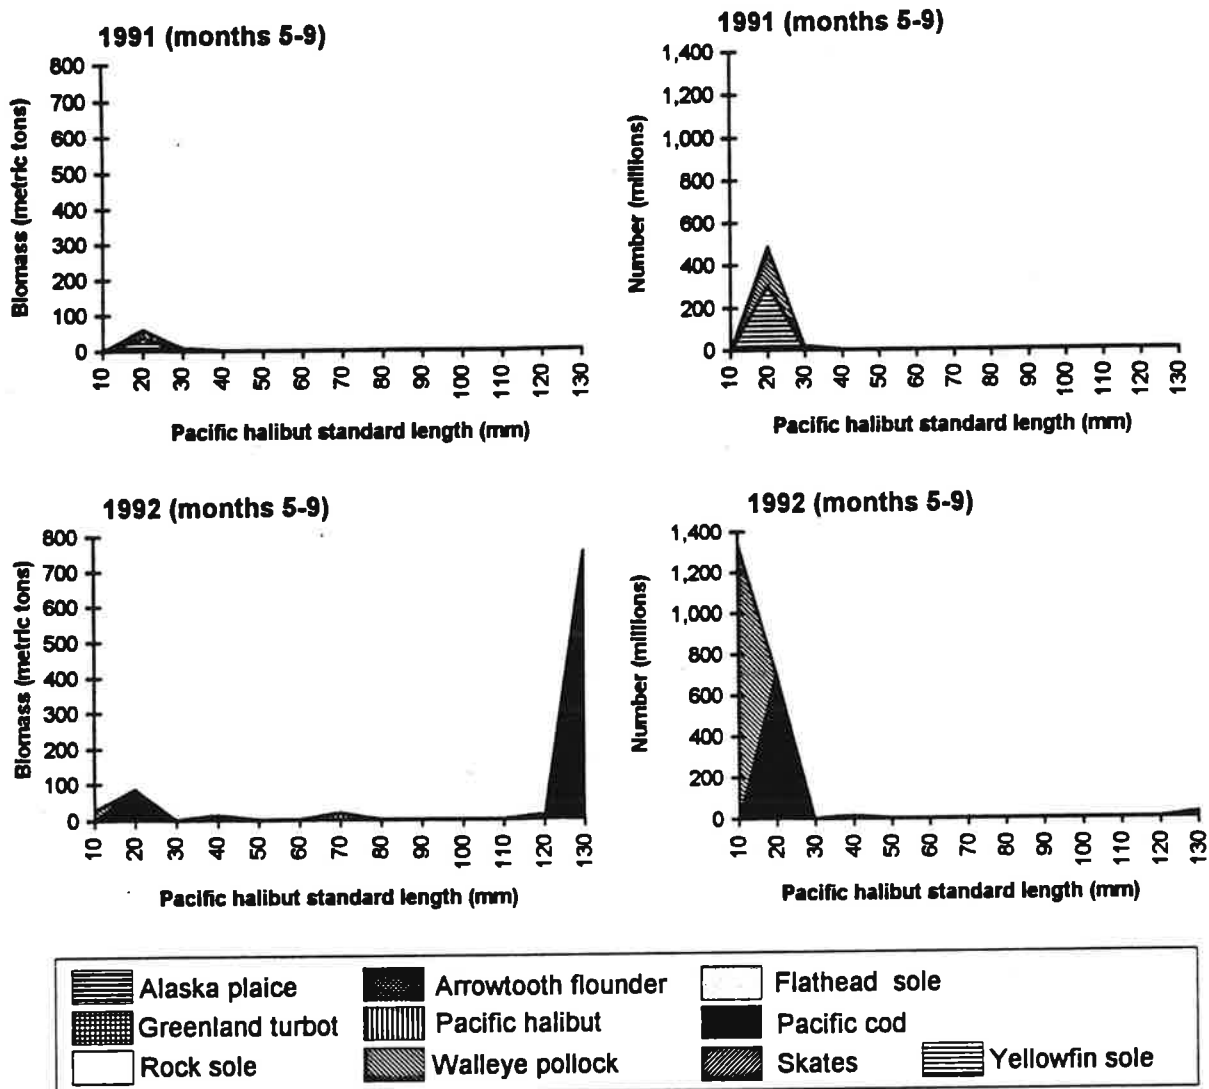 1991 (months 5-9)
800
700
600
500
400
300
200
100
0
Biomass (metric tons)
10 20 30 40 50 60 70 80 90 100 110 120 130
Pacific halibut standard length (mm)
1991 (months 5-9)
1,400
1,200
1,000
800
600
400
200
0
Number (millions)
10 20 30 40 50 60 70 80 90 100 110 120 130
Pacific halibut standard length (mm)
1992 (months 5-9)
800
700
600
500
400
300
200
100
0
Biomass (metric tons)
10 20 30 40 50 60 70 80 90 100 110 120 130
Pacific halibut standard length (mm)
1992 (months 5-9)
1,400
1,200
1,000
800
600
400
200
0
Number (millions)
10 20 30 40 50 60 70 80 90 100 110 120 130
Pacific halibut standard length (mm)
Alaska plaice Arrowtooth flounder Flathead sole
Greenland turbot Pacific halibut Pacific cod
Rock sole Walleye pollock Skates Yellowfin sole